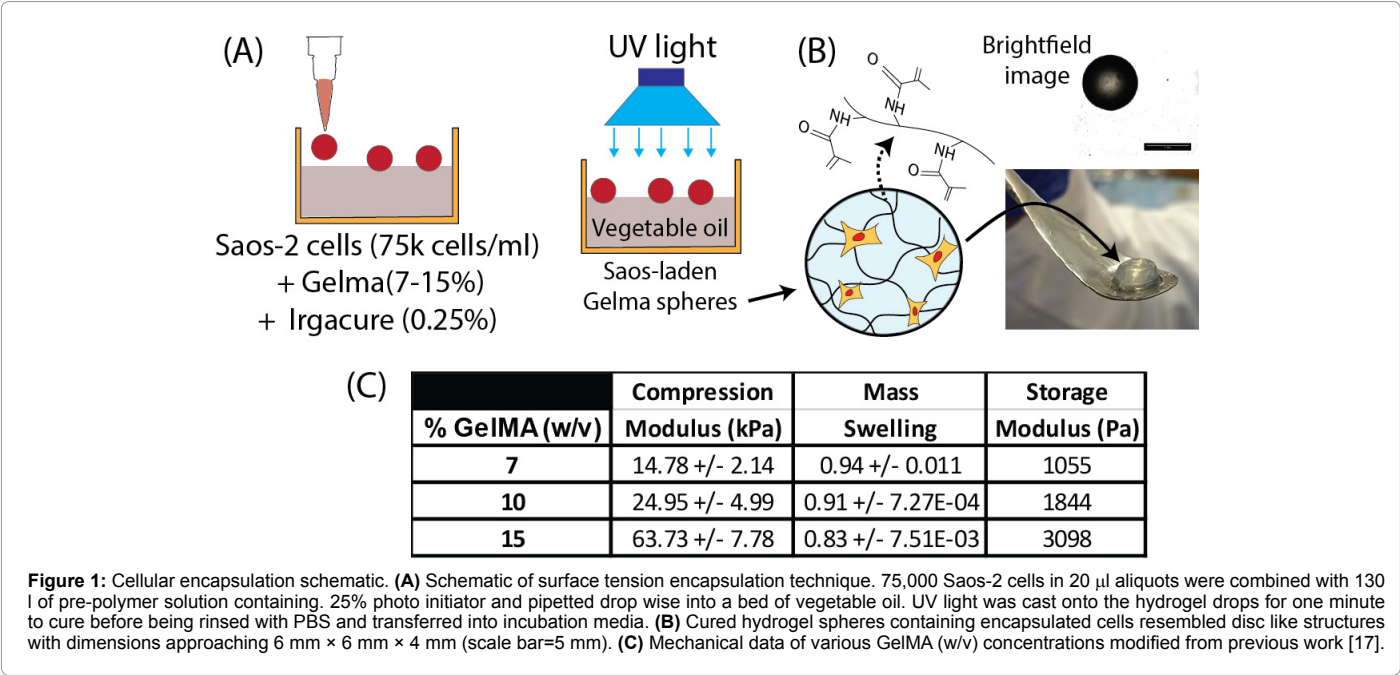 (A)
UV light
(B)
Brightfield
image
O
NH
O
NH
O
NH
Vegetable oil
Saos-2 cells (75k cells/ml)
+ Gelma(7-15%)
+ Irgacure (0.25%)
Saos-laden
Gelma spheres
(C)
Compression Mass Storage
% GelMA (w/v) Modulus (kPa) Swelling Modulus (Pa)
7 14.78 +/- 2.14 0.94 +/- 0.011 1055
10 24.95 +/- 4.99 0.91 +/- 7.27E-04 1844
15 63.73 +/- 7.78 0.83 +/- 7.51E-03 3098
Figure 1: Cellular encapsulation schematic. (A) Schematic of surface tension encapsulation technique. 75,000 Saos-2 cells in 20 μl aliquots were combined with 130
l of pre-polymer solution containing. 25% photo initiator and pipetted drop wise into a bed of vegetable oil. UV light was cast onto the hydrogel drops for one minute
to cure before being rinsed with PBS and transferred into incubation media. (B) Cured hydrogel spheres containing encapsulated cells resembled disc like structures
with dimensions approaching 6 mm × 6 mm × 4 mm (scale bar=5 mm). (C) Mechanical data of various GelMA (w/v) concentrations modified from previous work [17].